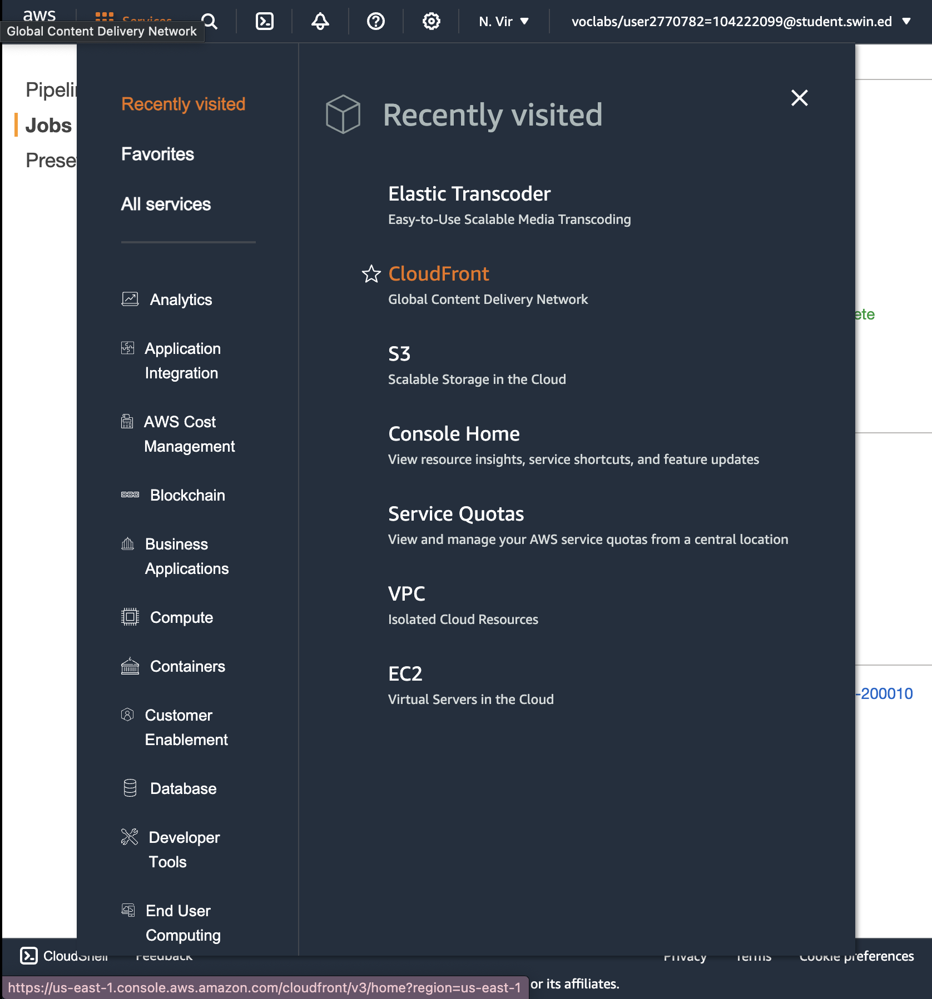 aws
Services
N. Vir
voclabs/user2770782=104222099@student.swin.ed
Global Content Delivery Network
Jobs
Recently visited
Favorites
All services
Analytics
Application
Integration
AWS Cost
Management
Blockchain
Business
Applications
Compute
Containers
Customer
Enablement
Database
Developer
Tools
End User
Computing
Recently visited
Elastic Transcoder
Easy-to-Use Scalable Media Transcoding
CloudFront
Global Content Delivery Network
S3
Scalable Storage in the Cloud
Console Home
View resource insights, service shortcuts, and feature updates
Service Quotas
View and manage your AWS service quotas from a central location
VPC
Isolated Cloud Resources
EC2
Virtual Servers in the Cloud
ete
-200010
CloudShell
Feedback
Privacy
Terms
Cookie preferences
https://us-east-1.console.aws.amazon.com/cloudfront/v3/home?region=us-east-1
or its affiliates.